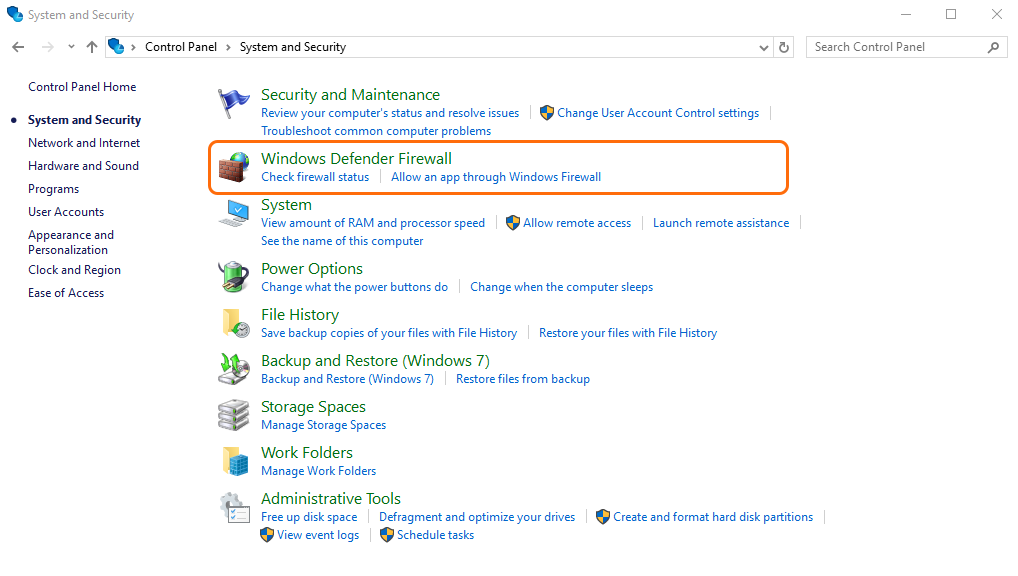 System and Security
Control Panel > System and Security
Search Control Panel
Control Panel Home
System and Security
Network and Internet
Hardware and Sound
Programs
User Accounts
Appearance and
Personalization
Clock and Region
Ease of Access
Security and Maintenance
Review your computer's status and resolve issues Change User Account Control settings
Troubleshoot common computer problems
Windows Defender Firewall
Check firewall status Allow an app through Windows Firewall
System
View amount of RAM and processor speed Allow remote access Launch remote assistance
See the name of this computer
Power Options
Change what the power buttons do Change when the computer sleeps
File History
Save backup copies of your files with File History Restore your files with File History
Backup and Restore (Windows 7)
Backup and Restore (Windows 7) Restore files from backup
Storage Spaces
Manage Storage Spaces
Work Folders
Manage Work Folders
Administrative Tools
Free up disk space Defragment and optimize your drives Create and format hard disk partitions
View event logs Schedule tasks